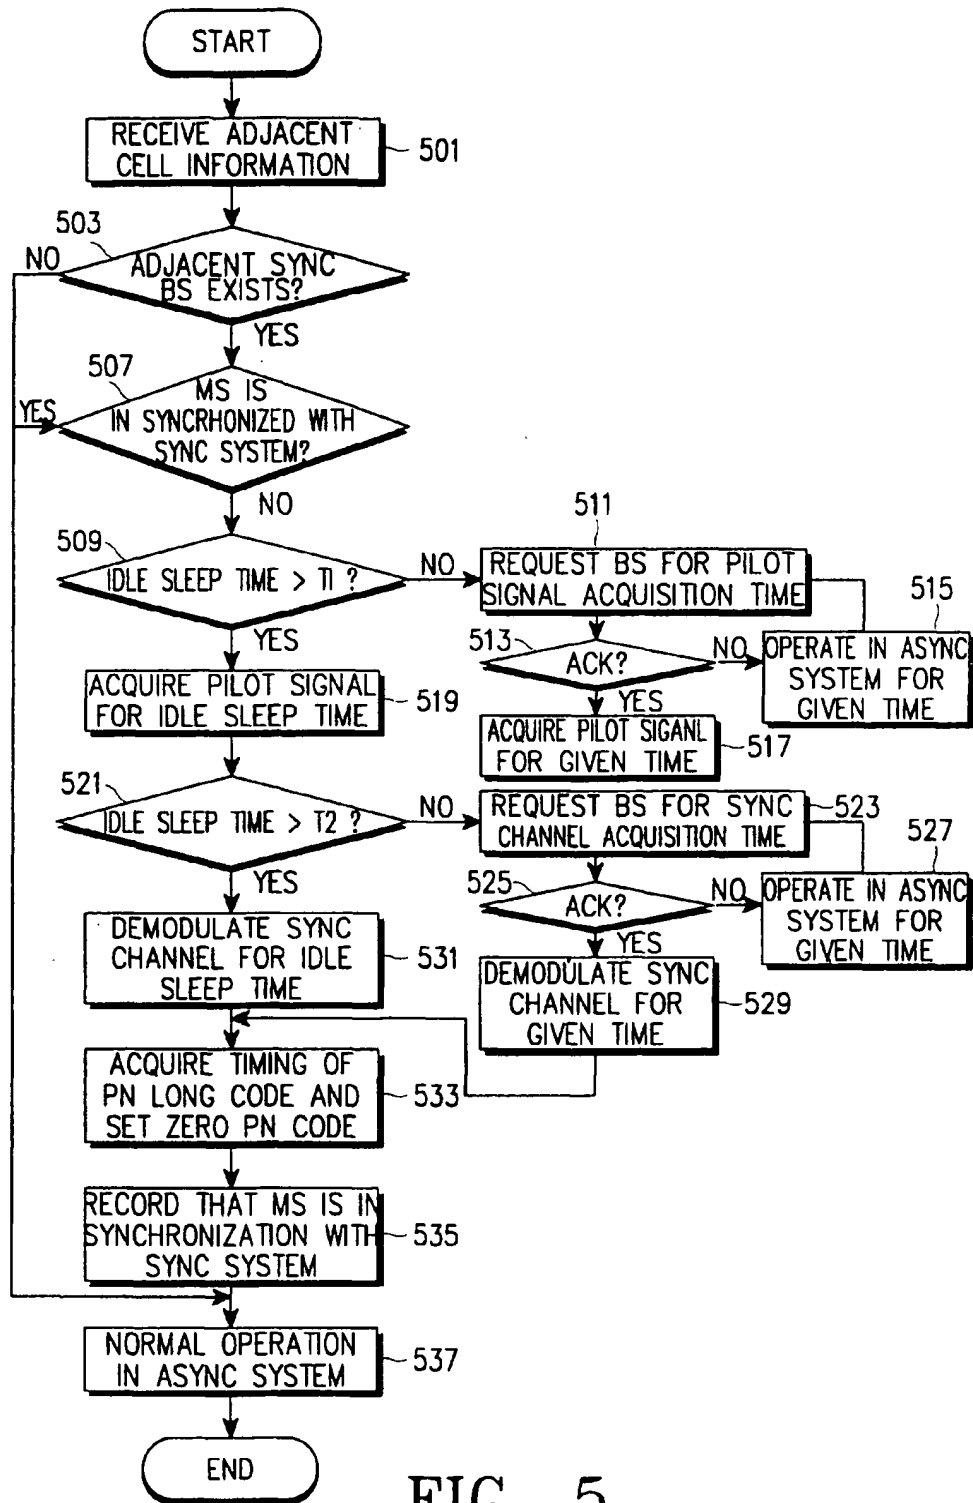 START
RECEIVE ADJACENT
CELL INFORMATION
501
503
NO
ADJACENT SYNC
BS EXISTS?
YES
507
YES
MS IS
IN SYNCRHONIZED WITH
SYNC SYSTEM?
NO
509
IDLE SLEEP TIME > T1 ?
NO
511
REQUEST BS FOR PILOT
SIGNAL ACQUISITION TIME
YES
513
ACK?
NO
515
OPERATE IN ASYNC
SYSTEM FOR
GIVEN TIME
ACQUIRE PILOT SIGNAL
FOR IDLE SLEEP TIME
519
YES
ACQUIRE PILOT SIGANL
FOR GIVEN TIME
517
521
IDLE SLEEP TIME > T2 ?
NO
REQUEST BS FOR SYNC
CHANNEL ACQUISITION TIME
523
YES
525
ACK?
NO
527
OPERATE IN ASYNC
SYSTEM FOR
GIVEN TIME
DEMODULATE SYNC
CHANNEL FOR IDLE
SLEEP TIME
531
YES
DEMODULATE SYNC
CHANNEL FOR
GIVEN TIME
529
ACQUIRE TIMING OF
PN LONG CODE AND
SET ZERO PN CODE
533
RECORD THAT MS IS IN
SYNCHRONIZATION WITH
SYNC SYSTEM
535
NORMAL OPERATION
IN ASYNC SYSTEM
537
END
FIG. 5